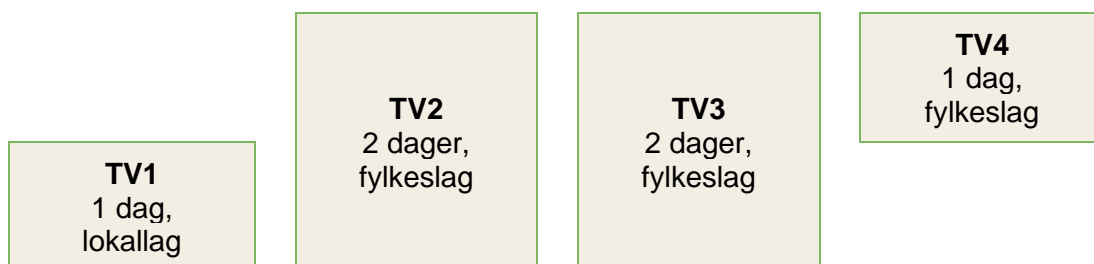 TV1
1 dag,
lokallag
TV2
2 dager,
fylkeslag
TV3
2 dager,
fylkeslag
TV4
1 dag,
fylkeslag